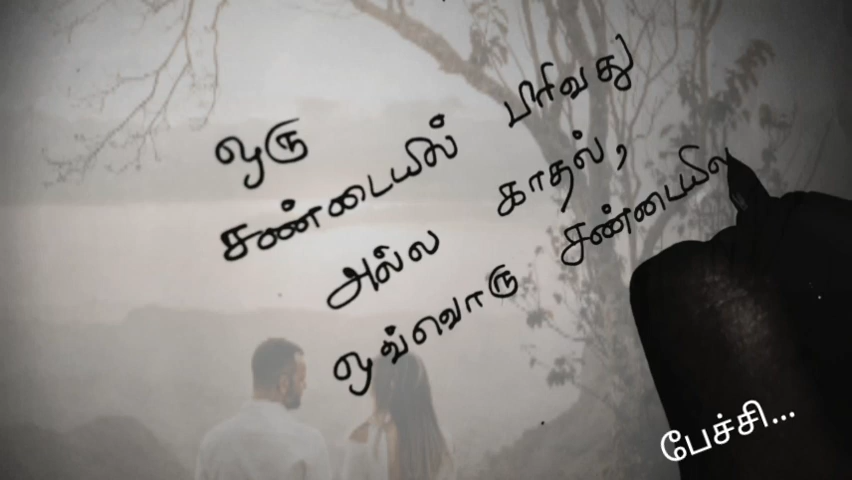 ஒரு
சண்டையில் பிரிவது
அல்ல காதல்,
ஒவ்வொரு சண்டையில
பேச்சி...